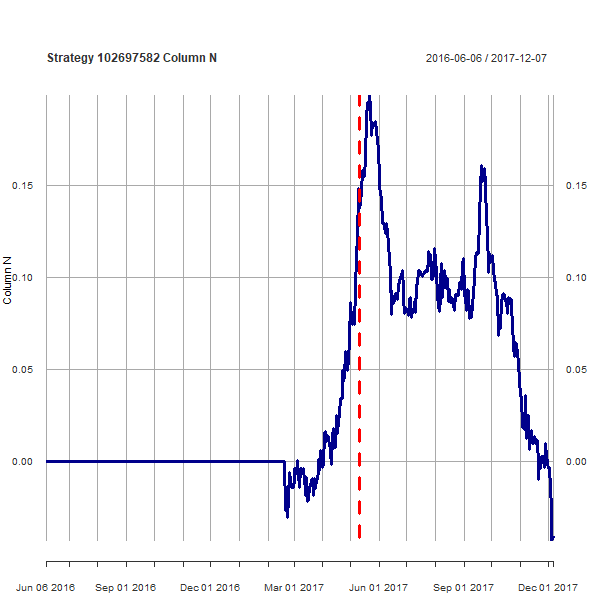 Strategy 102697582 Column N
2016-06-06 / 2017-12-07
Column N
0.15
0.10
0.05
0.00
0.15
0.10
0.05
0.00
Jun 06 2016
Sep 01 2016
Dec 01 2016
Mar 01 2017
Jun 01 2017
Sep 01 2017
Dec 01 2017